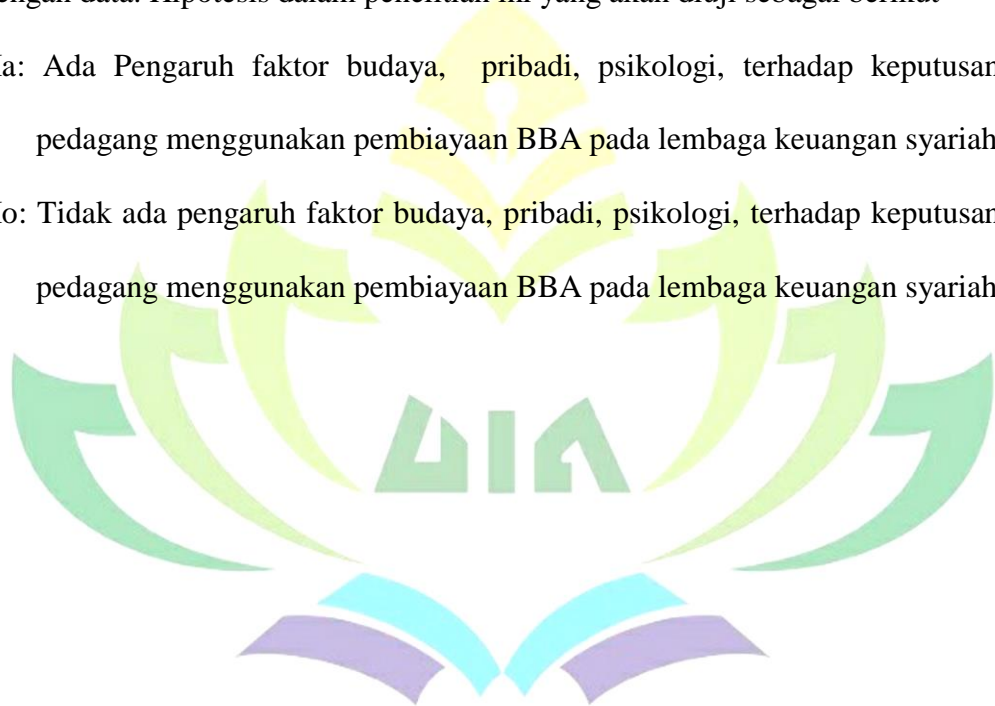 dengan data. Hipotesis dalam penelitian ini yang akan diuji sebagai berikut
Ha: Ada Pengaruh faktor budaya, pribadi, psikologi, terhadap keputusan
pedagang menggunakan pembiayaan BBA pada lembaga keuangan syariah
Ho: Tidak ada pengaruh faktor budaya, pribadi, psikologi, terhadap keputusan
pedagang menggunakan pembiayaan BBA pada lembaga keuangan syariah